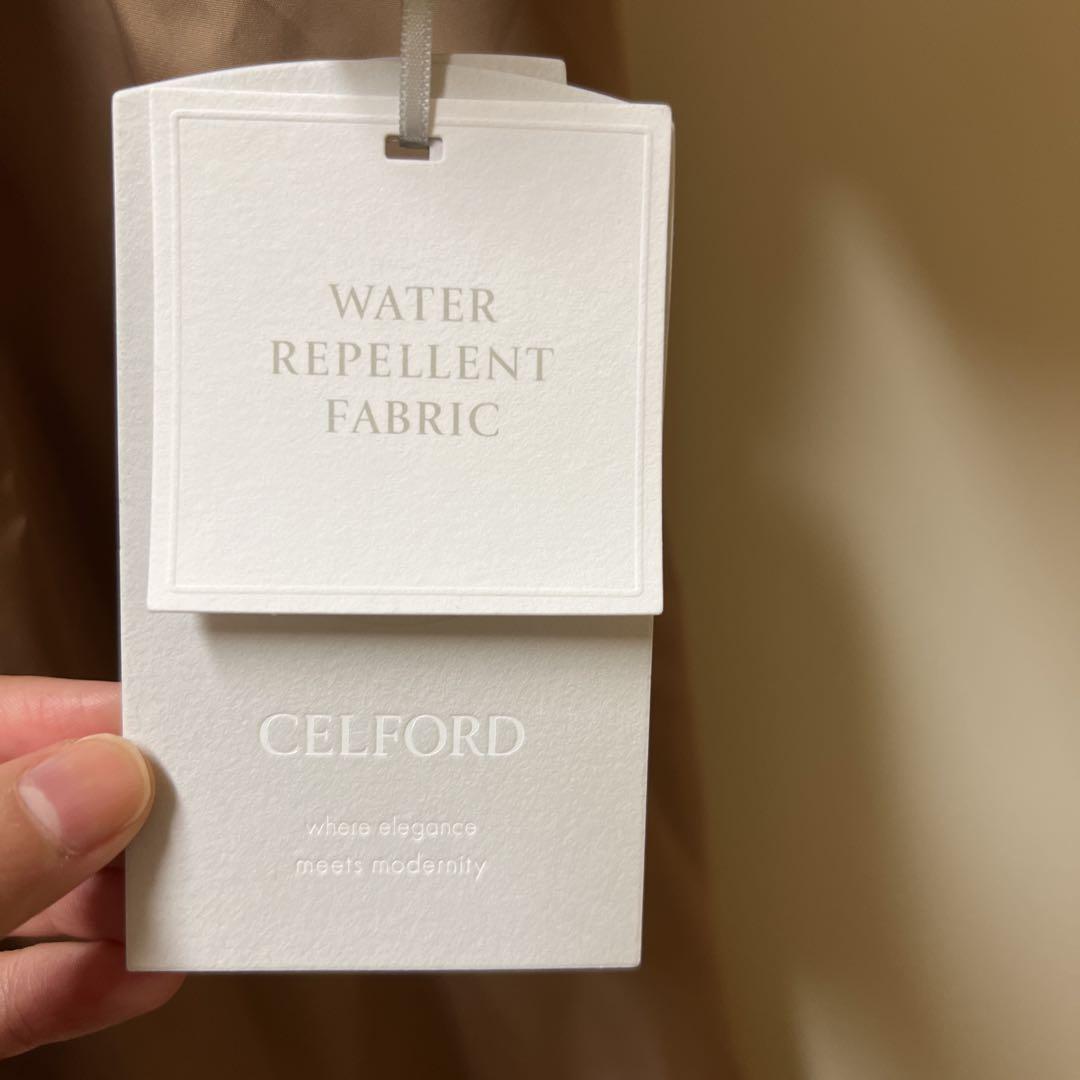 WATER
REPELLENT
FABRIC
CELFORD
where elegance
meets modernity